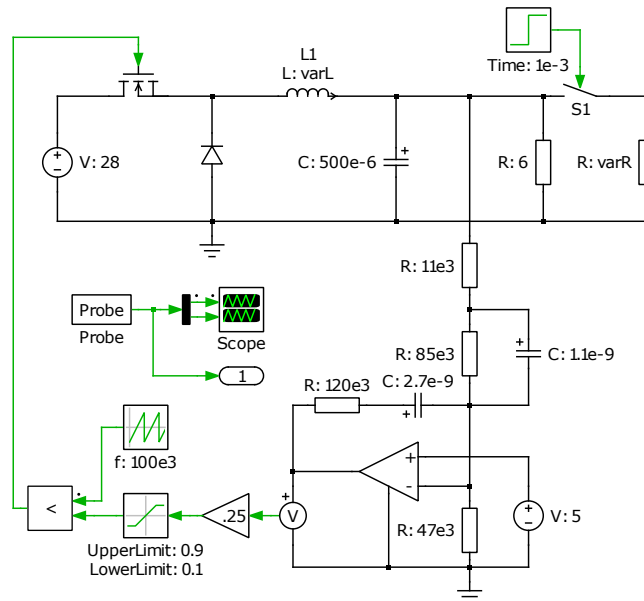 L1
L: varL
Time: 1e-3
S1
V: 28
C: 500e-6
R: 6
R: varR
R: 11e3
Probe
Probe
Scope
1
R: 85e3
C: 1.1e-9
R: 120e3
C: 2.7e-9
f: 100e3
<
.25
V
+
-
R: 47e3
V: 5
UpperLimit: 0.9
LowerLimit: 0.1